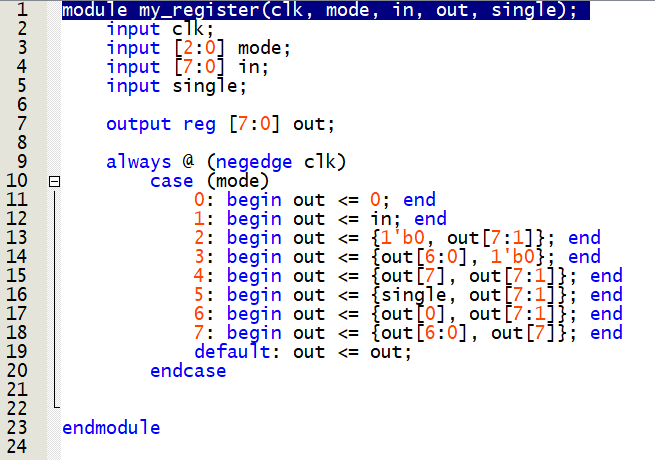 1 module my_register(clk, mode, in, out, single);
2     input clk;
3     input [2:0] mode;
4     input [7:0] in;
5     input single;
6
7     output reg [7:0] out;
8
9     always @ (negedge clk)
10         case (mode)
11             0: begin out <= 0; end
12             1: begin out <= in; end
13             2: begin out <= {1'b0, out[7:1]}; end
14             3: begin out <= {out[6:0], 1'b0}; end
15             4: begin out <= {out[7], out[7:1]}; end
16             5: begin out <= {single, out[7:1]}; end
17             6: begin out <= {out[0], out[7:1]}; end
18             7: begin out <= {out[6:0], out[7]}; end
19             default: out <= out;
20         endcase
21
22
23 endmodule
24